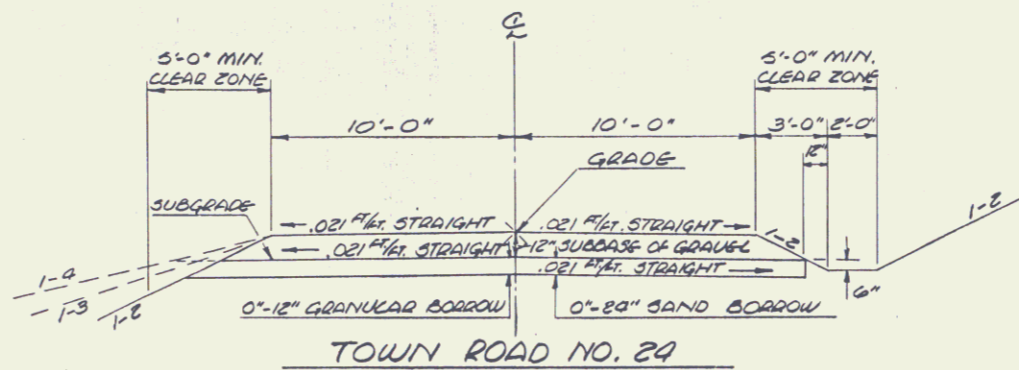 ℄
5'-0" MIN.
CLEAR ZONE
5'-0" MIN.
CLEAR ZONE
10'-0"
10'-0"
3'-0"
2'-0"
12"
GRADE
SUBGRADE
.021 FT/FT. STRAIGHT
.021 FT/FT. STRAIGHT
1-2
1-2
.021 FT/FT. STRAIGHT
12" SUBBASE OF GRAVEL
.021 FT/FT. STRAIGHT
1-4
1-3
1-2
6"
0"-12" GRANULAR BORROW
0"-24" SAND BORROW
TOWN ROAD NO. 24